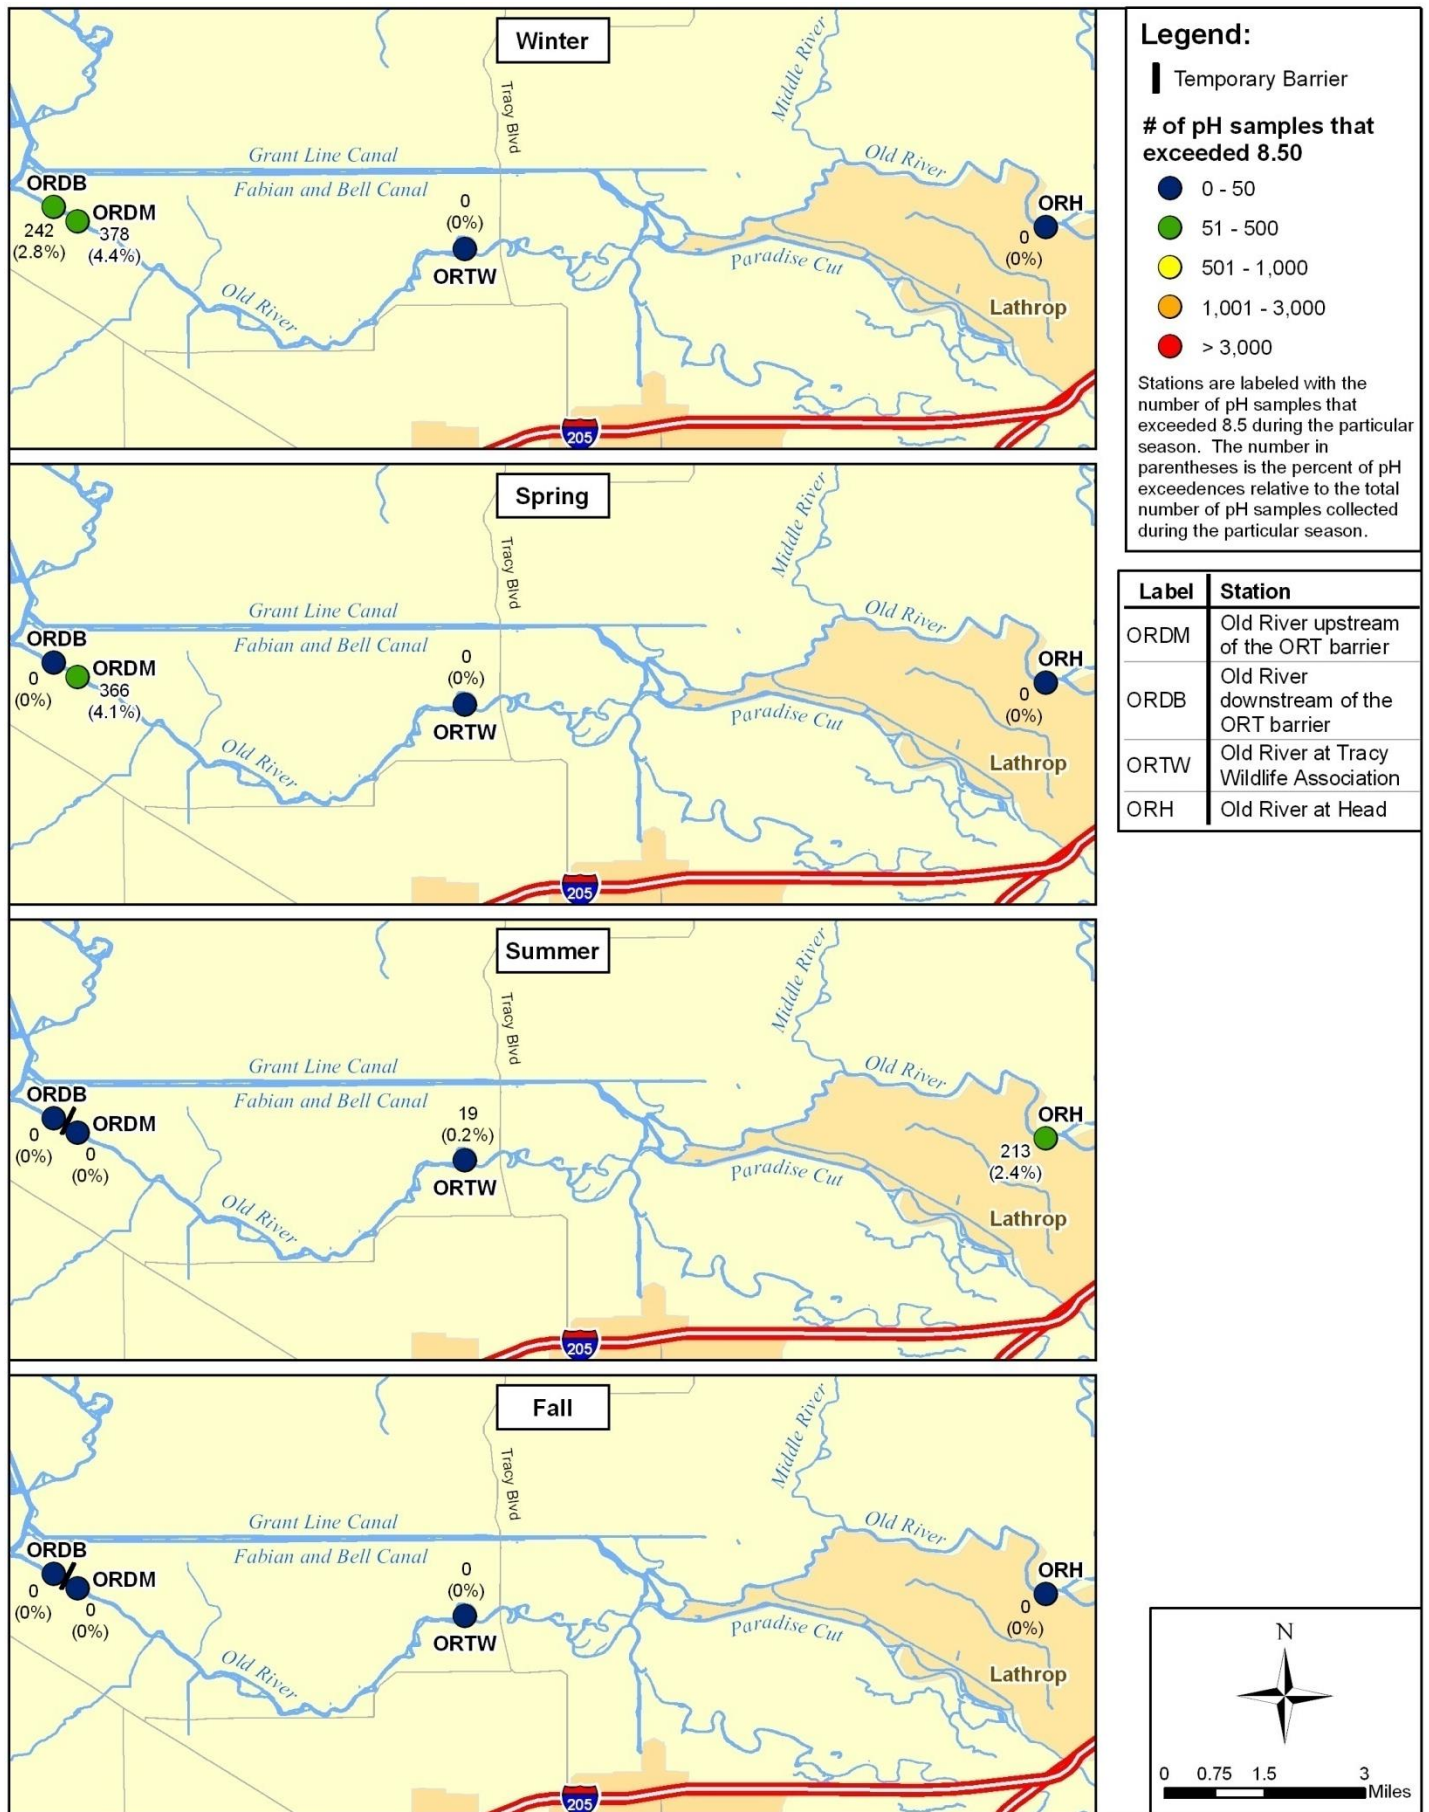 Winter
Middle River
Tracy Blvd
Grant Line Canal
Old River
ORDB
Fabian and Bell Canal
0
ORH
ORDM
(0%)
242
378
0
(2.8%)
(4.4%)
ORTW
(0%)
Paradise Cut
Old River
Lathrop
205
Spring
Middle River
Tracy Blvd
Grant Line Canal
Old River
ORDB
Fabian and Bell Canal
0
ORH
ORDM
(0%)
0
366
0
(0%)
(4.1%)
ORTW
(0%)
Paradise Cut
Old River
Lathrop
205
Summer
Middle River
Tracy Blvd
Grant Line Canal
Old River
ORDB
Fabian and Bell Canal
19
ORH
ORDM
(0.2%)
0
0
213
(0%)
(0%)
ORTW
(2.4%)
Paradise Cut
Old River
Lathrop
205
Fall
Middle River
Tracy Blvd
Grant Line Canal
Old River
ORDB
Fabian and Bell Canal
0
ORH
ORDM
(0%)
0
0
0
(0%)
(0%)
ORTW
(0%)
Paradise Cut
Old River
Lathrop
205
Legend:
Temporary Barrier
# of pH samples that
exceeded 8.50
0 - 50
51 - 500
501 - 1,000
1,001 - 3,000
> 3,000
Stations are labeled with the
number of pH samples that
exceeded 8.5 during the particular
season. The number in
parentheses is the percent of pH
exceedences relative to the total
number of pH samples collected
during the particular season.
Label Station
ORDM Old River upstream
of the ORT barrier
Old River
ORDB downstream of the
ORT barrier
ORTW Old River at Tracy
Wildlife Association
ORH Old River at Head
N
0 0.75 1.5 3
Miles